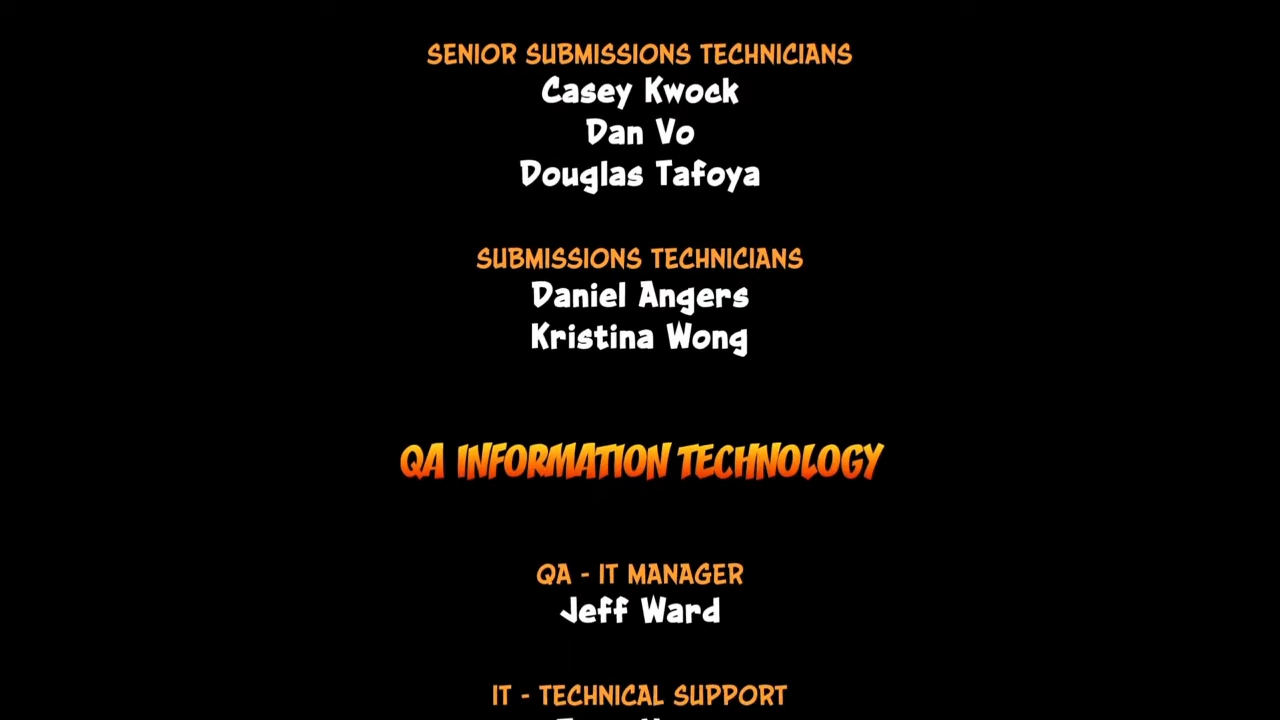 SENIOR SUBMISSIONS TECHNICIANS
Casey Kwock
Dan Vo
Douglas Tafoya
SUBMISSIONS TECHNICIANS
Daniel Angers
Kristina Wong
QA INFORMATION TECHNOLOGY
QA - IT MANAGER
Jeff Ward
IT - TECHNICAL SUPPORT